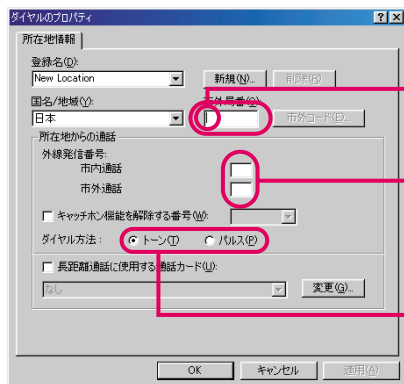 ダイヤルのプロパティ
所在地情報
登録名(D):
New Location 新規(N)... 削除(R)
国名/地域(Y): 市外局番(O):
日本 市外コード(E)...
所在地からの通話
外線発信番号:
市内通話
市外通話
キャッチホン機能を解除する番号(W):
ダイヤル方法: トーン(T) パルス(P)
長距離通話に使用する通話カード(U):
なし 変更(G)...
OK キャンセル 適用(A)